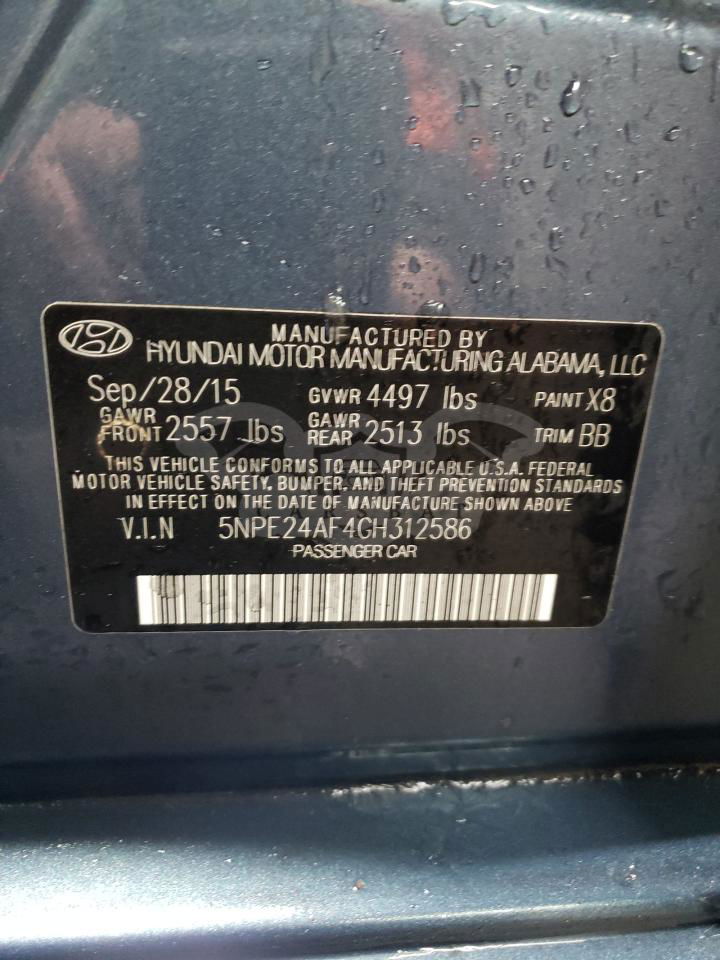 MANUFACTURED BY
HYUNDAI MOTOR MANUFACTURING ALABAMA, LLC
Sep/28/15 GVWR 4497 lbs PAINT X8
GAWR FRONT 2557 lbs GAWR REAR 2513 lbs TRIM BB
THIS VEHICLE CONFORMS TO ALL APPLICABLE U.S.A. FEDERAL
MOTOR VEHICLE SAFETY, BUMPER, AND THEFT PREVENTION STANDARDS
IN EFFECT ON THE DATE OF MANUFACTURE SHOWN ABOVE
V.I.N 5NPE24AF4GH312586
PASSENGER CAR